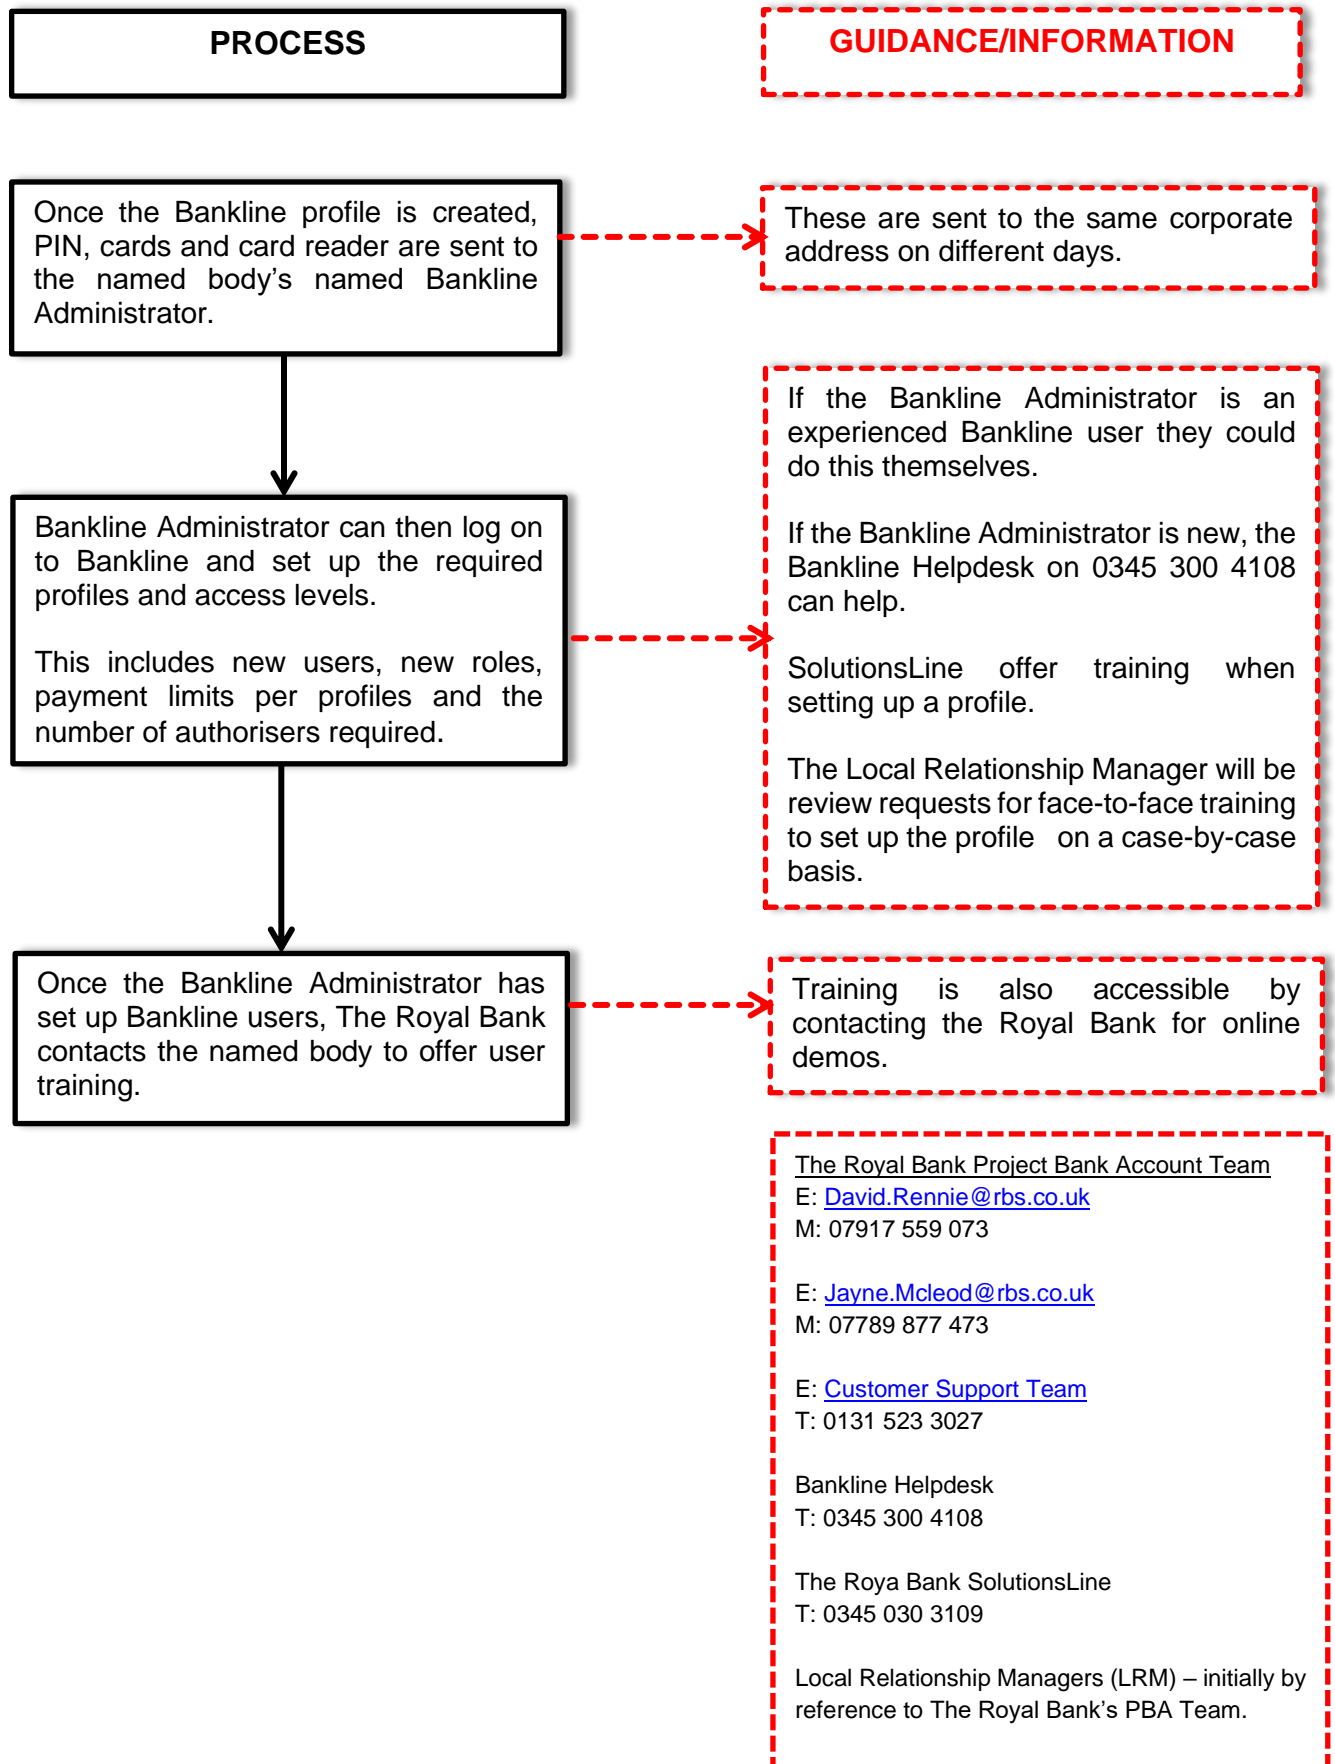 PROCESS
GUIDANCE/INFORMATION
Once the Bankline profile is created,
PIN, cards and card reader are sent to
the named body’s named Bankline
Administrator.
These are sent to the same corporate
address on different days.
Bankline Administrator can then log on
to Bankline and set up the required
profiles and access levels.
This includes new users, new roles,
payment limits per profiles and the
number of authorisers required.
If the Bankline Administrator is an
experienced Bankline user they could
do this themselves.
If the Bankline Administrator is new, the
Bankline Helpdesk on 0345 300 4108
can help.
SolutionsLine offer training when
setting up a profile.
The Local Relationship Manager will be
review requests for face-to-face training
to set up the profile on a case-by-case
basis.
Once the Bankline Administrator has
set up Bankline users, The Royal Bank
contacts the named body to offer user
training.
Training is also accessible by
contacting the Royal Bank for online
demos.
The Royal Bank Project Bank Account Team
E: David.Rennie@rbs.co.uk
M: 07917 559 073
E: Jayne.Mcleod@rbs.co.uk
M: 07789 877 473
E: Customer Support Team
T: 0131 523 3027
Bankline Helpdesk
T: 0345 300 4108
The Roya Bank SolutionsLine
T: 0345 030 3109
Local Relationship Managers (LRM) – initially by
reference to The Royal Bank’s PBA Team.